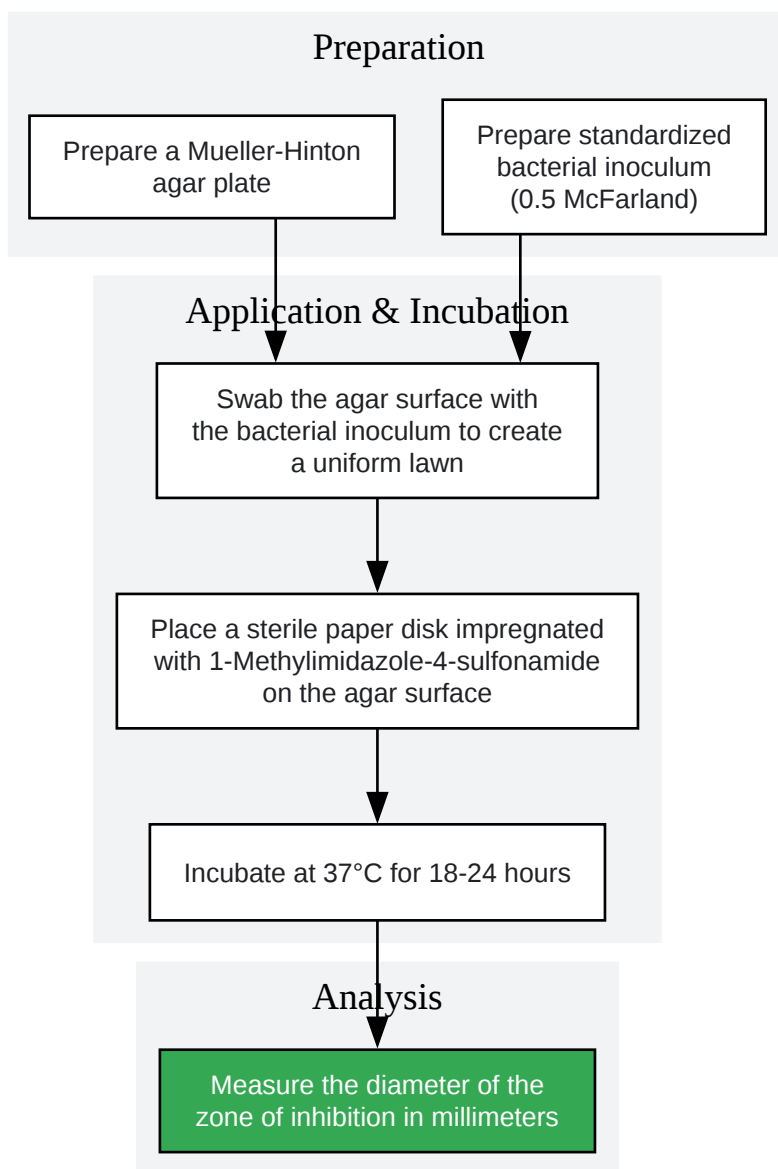 Preparation
Prepare a Mueller-Hinton
agar plate
Prepare standardized
bacterial inoculum
(0.5 McFarland)
Application & Incubation
Swab the agar surface with
the bacterial inoculum to create
a uniform lawn
Place a sterile paper disk impregnated
with 1-Methylimidazole-4-sulfonamide
on the agar surface
Incubate at 37°C for 18-24 hours
Analysis
Measure the diameter of the
zone of inhibition in millimeters